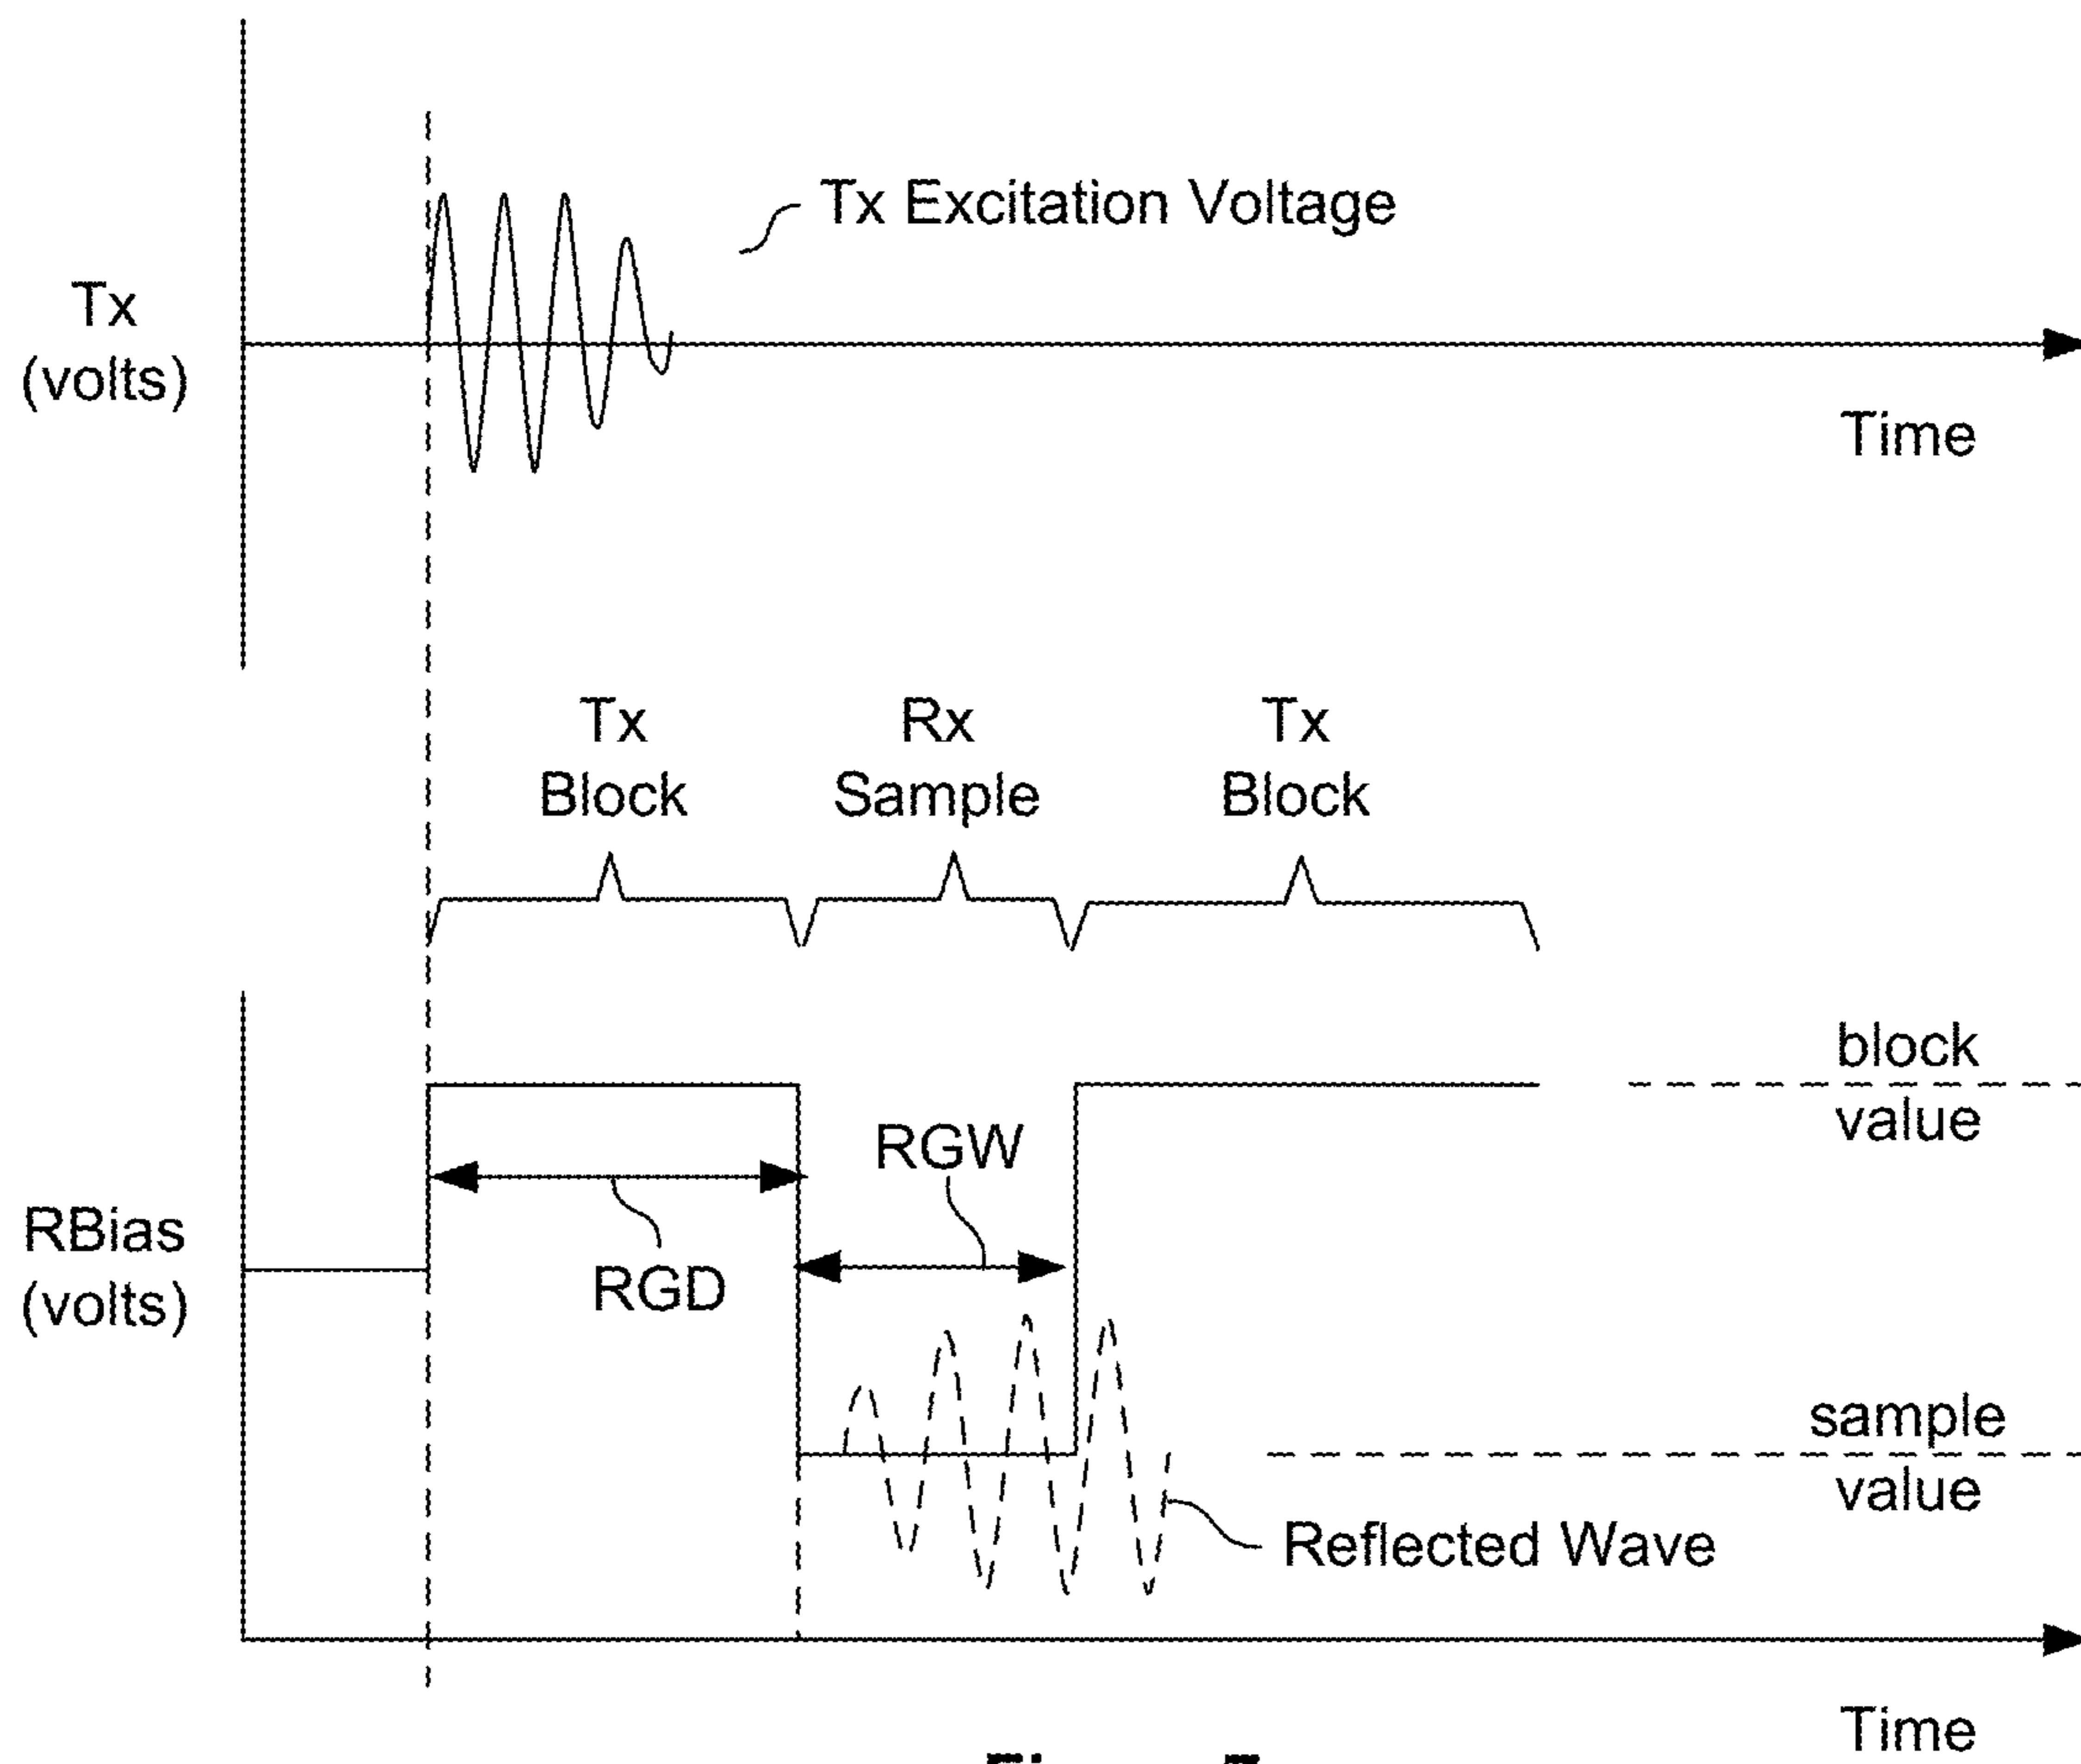 Tx Excitation Voltage
Tx
(volts)
Time
Tx
Block
Rx
Sample
Tx
Block
block
value
RGW
RGD
RBias
(volts)
sample
value
Reflected Wave
Time